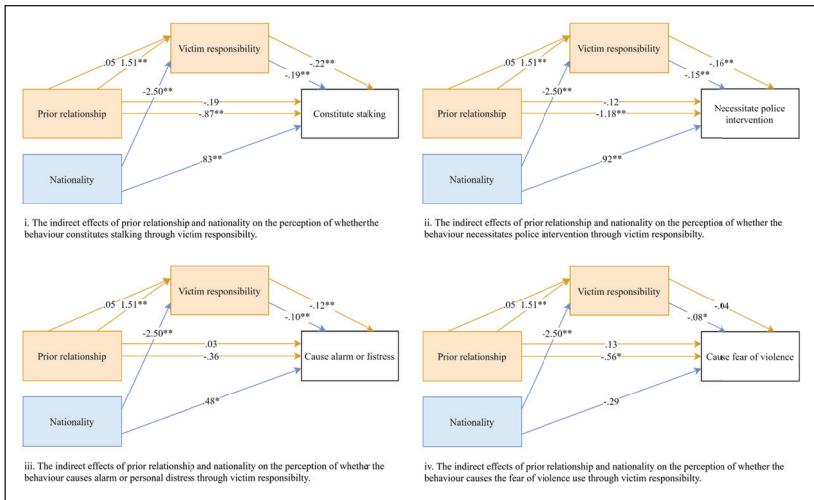 Victim responsibility
.05 1.51**
-.22**
-.19**
-2.50**
Prior relationship
-.19
-.87**
Constitute stalking
.83**
Nationality
i. The indirect effects of prior relationship and nationality on the perception of whether the
behaviour constitutes stalking through victim responsibilty.
Victim responsibility
.05 1.51**
-.16**
-.15**
-2.50**
Prior relationship
-.12
-1.18**
Necessitate police
intervention
.92**
Nationality
ii. The indirect effects of prior relationship and nationality on the perception of whether the
behaviour necessitates police intervention through victim responsibilty.
Victim responsibility
.05 1.51**
-.12**
-.10**
-2.50**
Prior relationship
.03
-.36
Cause alarm or distress
.48*
Nationality
iii. The indirect effects of prior relationship and nationality on the perception of whether the
behaviour causes alarm or personal distress through victim responsibilty.
Victim responsibility
.05 1.51**
-.04
-.08*
-2.50**
Prior relationship
.13
-.56*
Cause fear of violence
-.29
Nationality
iv. The indirect effects of prior relationship and nationality on the perception of whether the
behaviour causes the fear of violence use through victim responsibilty.